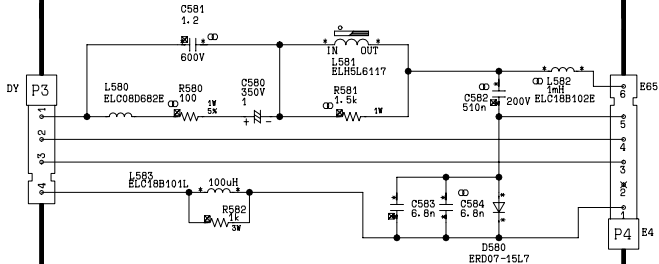 C581
1.2
600V
IN
OUT
L581
ELH5L6117
DY
P3
L580
ELC08D682E
R580
100
1W
5%
C580
350V
1
+
-
R581
1.5k
1W
C582
510n
200V
L582
1mH
ELC18B102E
E65
1
2
3
4
6
5
4
3
2
1
L583
ELC18B101L
100uH
R582
1k
3W
C583
6.8n
C584
6.8n
D580
ERD07-15L7
P4
E4